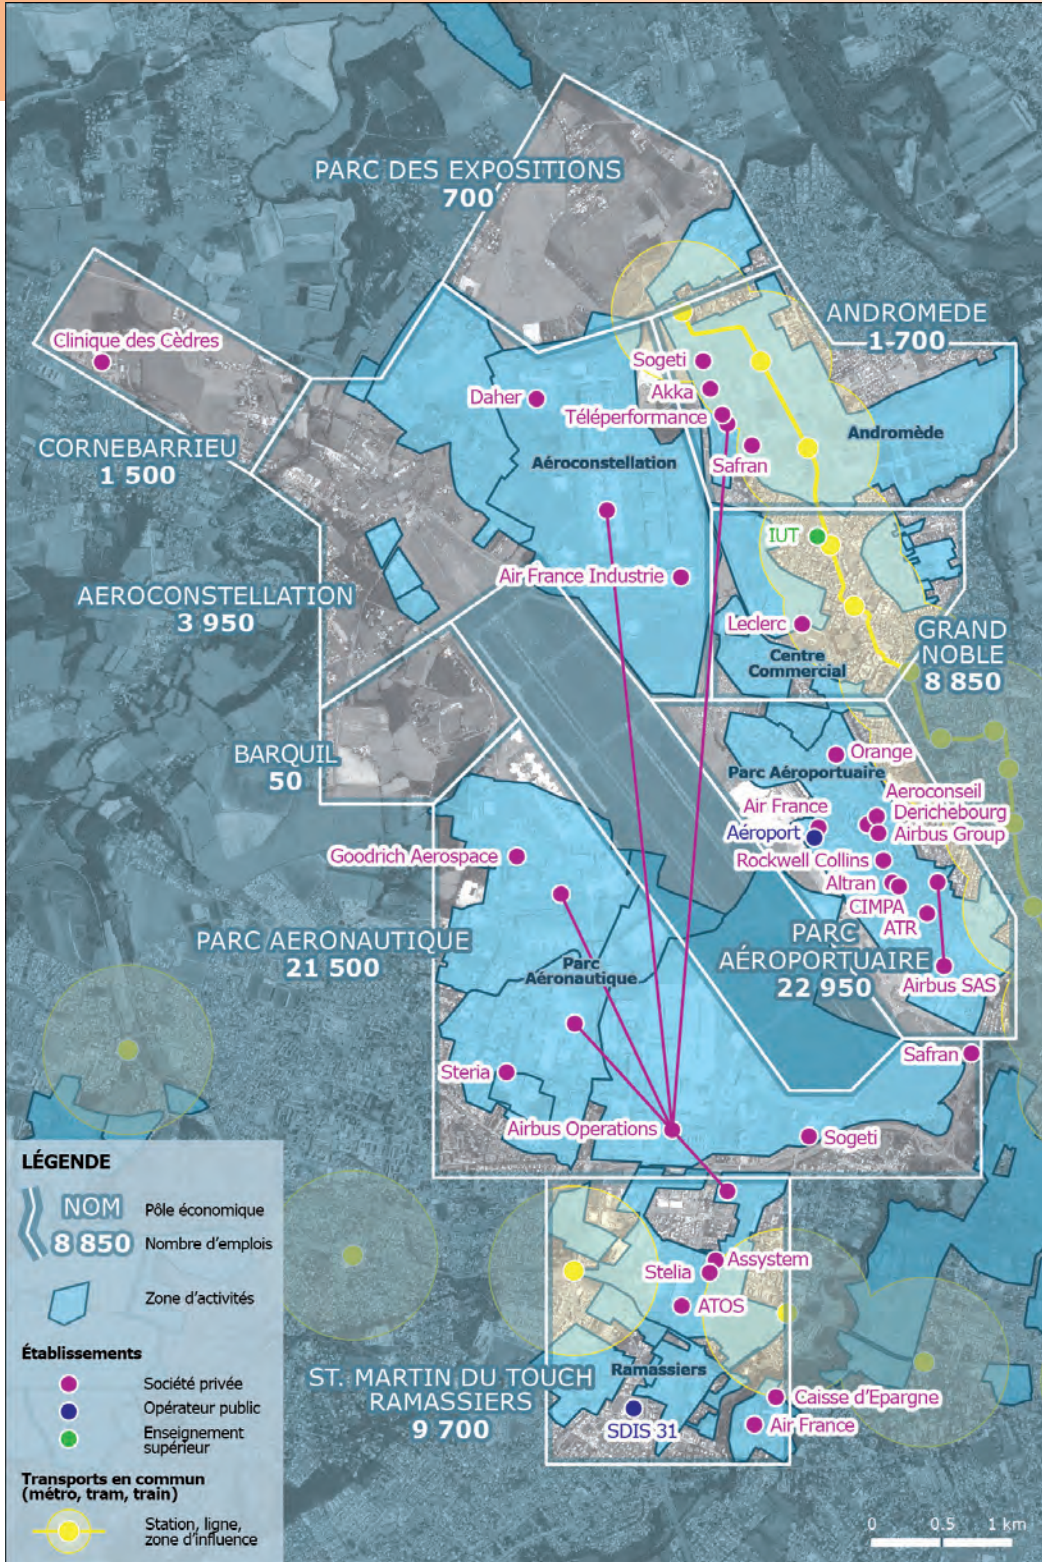 PARC DES EXPOSITIONS
700
ANDROMEDE
1-700
Clinique des Cèdres
Sogeti
Akka
Daher
Téléperformance
Andromède
Safran
CORNEBARRIEU
1 500
Aéroconstellation
IUT
Air France Industrie
AEROCONSTELLATION
3 950
Leclerc
GRAND
NOBLE
8 850
Centre
Commercial
BARQUIL
50
Orange
Parc Aéroportuaire
Aeroconseil
Air France
Derichebourg
Aéroport
Airbus Group
Goodrich Aerospace
Rockwell Collins
Altran
CIMPA
ATR
PARC AERONAUTIQUE
21 500
PARC
AÉROPORTUAIRE
22 950
Parc
Aéronautique
Airbus SAS
Safran
Steria
Airbus Operations
Sogeti
Assystem
Stelia
ATOS
ST. MARTIN DU TOUCH
RAMASSIERS
9 700
Ramassiers
Caisse d'Epargne
SDIS 31
Air France
LÉGENDE
NOM
Pôle économique
8 850
Nombre d'emplois
Zone d'activités
Établissements
Société privée
Opérateur public
Enseignement
supérieur
Transports en commun
(métro, tram, train)
Station, ligne,
zone d'influence
0 0.5 1 km